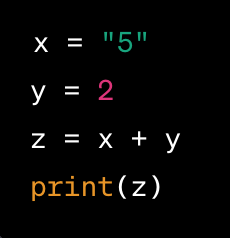 x = "5"
y = 2
z = x + y
print(z)